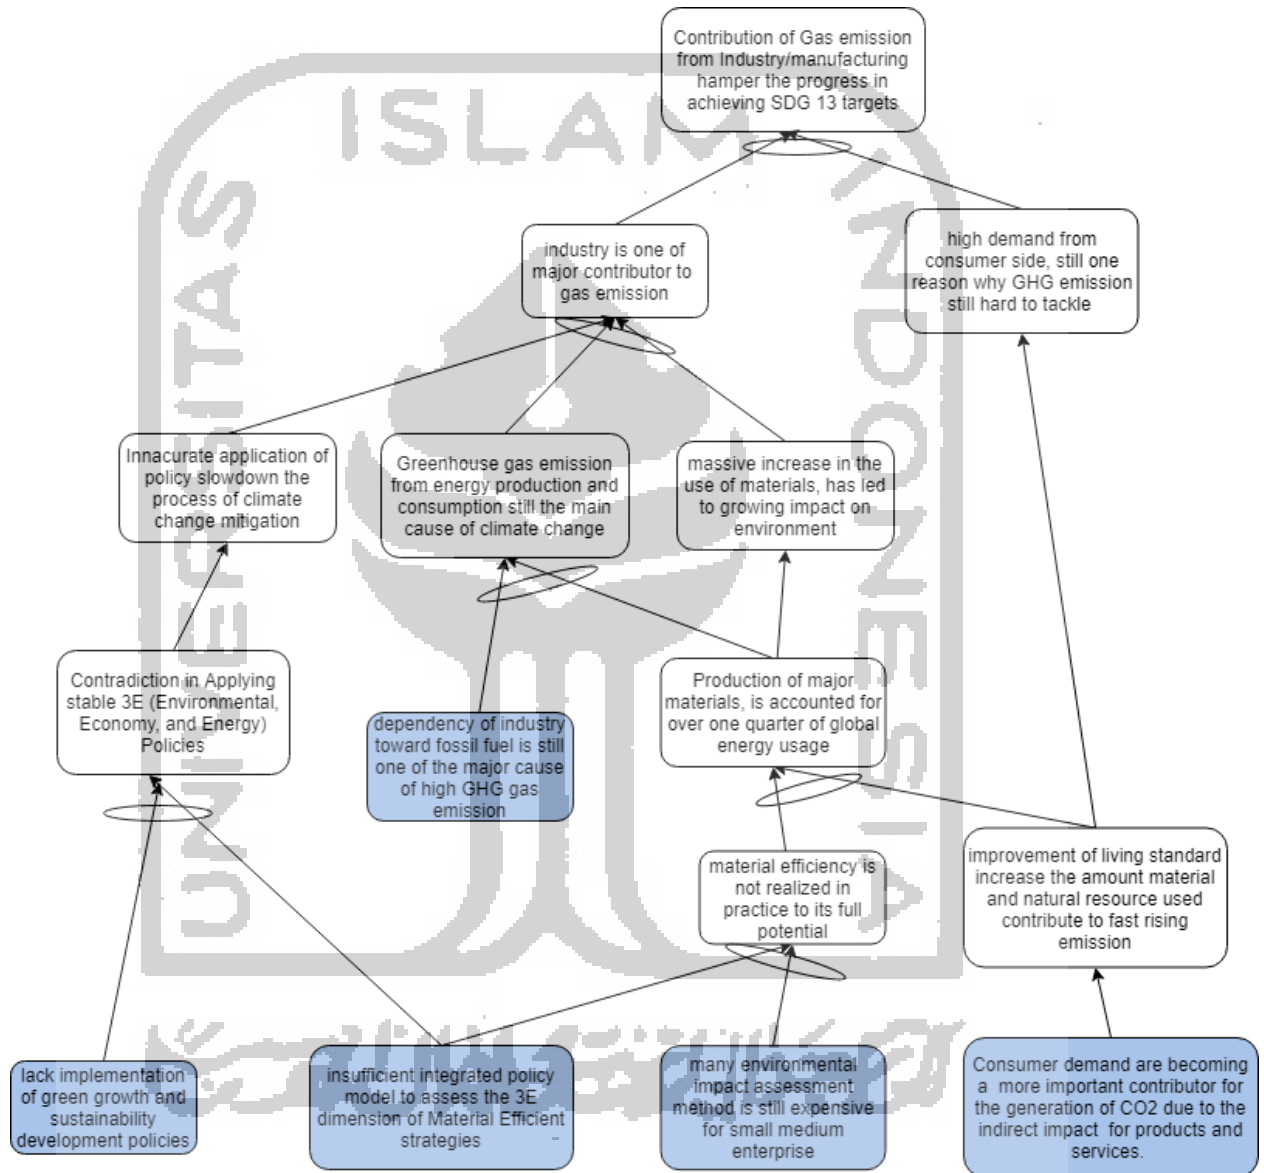 Contribution of Gas emission
from Industry/manufacturing
hamper the progress in
achieving SDG 13 targets
ISLAM
UNIVERSITAS
INDONESIA
industry is one of
major contributor to
gas emission
high demand from
consumer side, still one
reason why GHG emission
still hard to tackle
Innacurate application of
policy slowdown the
process of climate
change mitigation
Greenhouse gas emission
from energy production and
consumption still the main
cause of climate change
massive increase in the
use of materials, has led
to growing impact on
environment
Contradiction in Applying
stable 3E (Environmental,
Economy, and Energy)
Policies
dependency of industry
toward fossil fuel is still
one of the major cause
of high GHG gas
emission
Production of major
materials, is accounted for
over one quarter of global
energy usage
material efficiency is
not realized in
practice to its full
potential
improvement of living standard
increase the amount material
and natural resource used
contribute to fast rising
emission
lack implementation
of green growth and
sustainability
development policies
insufficient integrated policy
model to assess the 3E
dimension of Material Efficient
strategies
many environmental
impact assessment
method is still expensive
for small medium
enterprise
Consumer demand are becoming
a more important contributor for
the generation of CO2 due to the
indirect impact for products and
services.